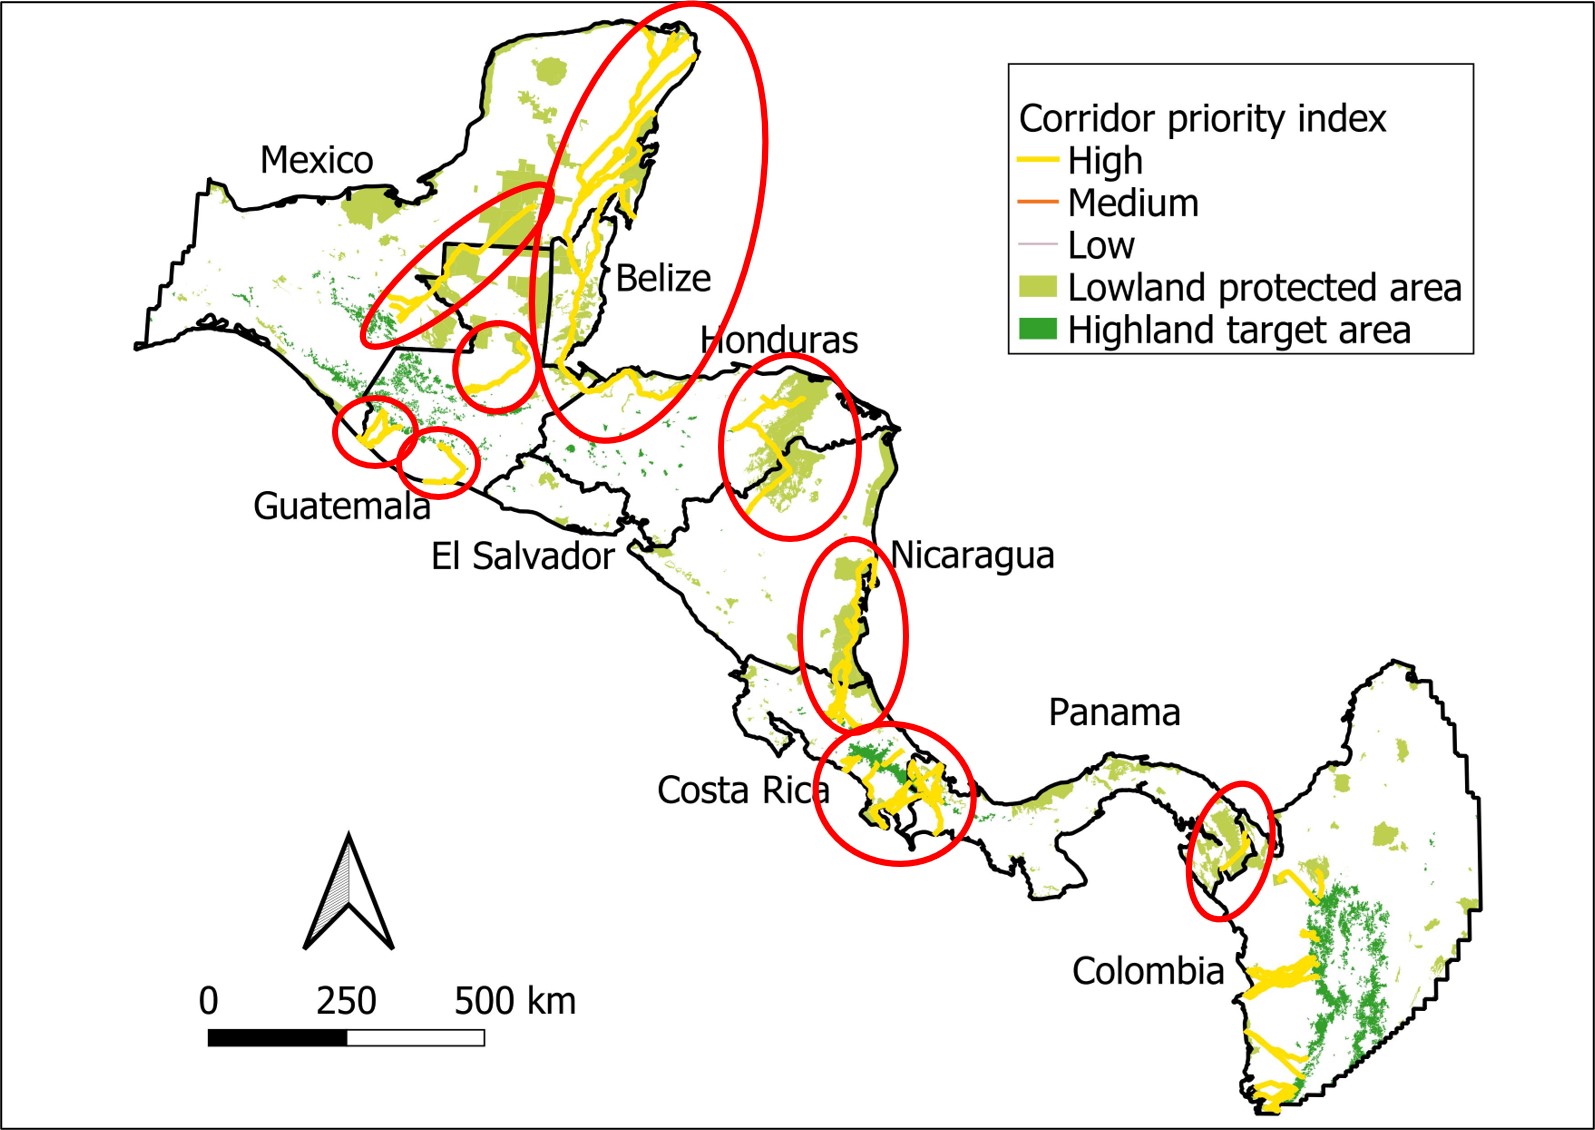 Corridor priority index
High
Medium
Low
Lowland protected area
Highland target area
Mexico
Belize
Honduras
Guatemala
El Salvador
Nicaragua
Panama
Costa Rica
Colombia
0 250 500 km